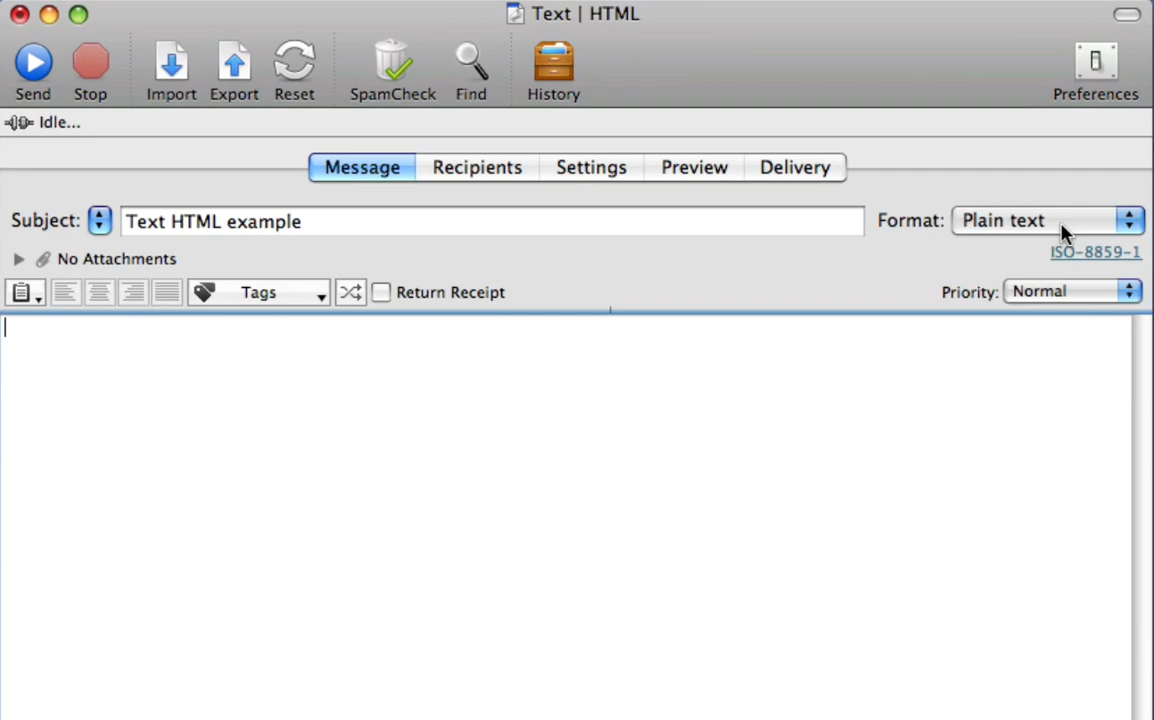 Text | HTML
Send Stop Import Export Reset SpamCheck Find History Preferences
Idle...
Message Recipients Settings Preview Delivery
Subject: Text HTML example Format: Plain text
No Attachments ISO-8859-1
Tags Return Receipt Priority: Normal